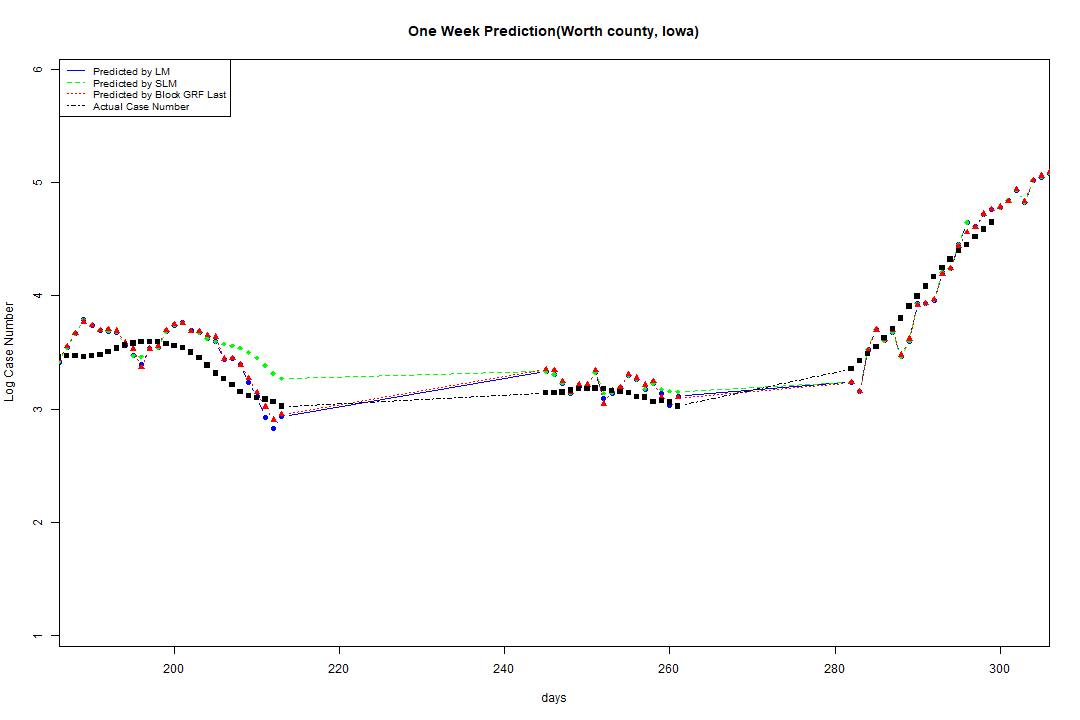 One Week Prediction(Worth county, Iowa)
Predicted by LM
Predicted by SLM
Predicted by Block GRF Last
Actual Case Number
6
5
4
3
2
1
Log Case Number
200 220 240 260 280 300
days